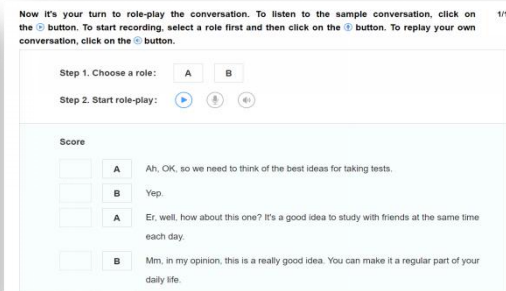 Now it's your turn to role-play the conversation. To listen to the sample conversation, click on
the button. To start recording, select a role first and then click on the button. To replay your own
conversation, click on the button.
Step 1. Choose a role: A B
Step 2. Start role-play:
Score
A Ah, OK, so we need to think of the best ideas for taking tests.
B Yep.
A Er, well, how about this one? It's a good idea to study with friends at the same time
each day.
B Mm, in my opinion, this is a really good idea. You can make it a regular part of your
daily life.